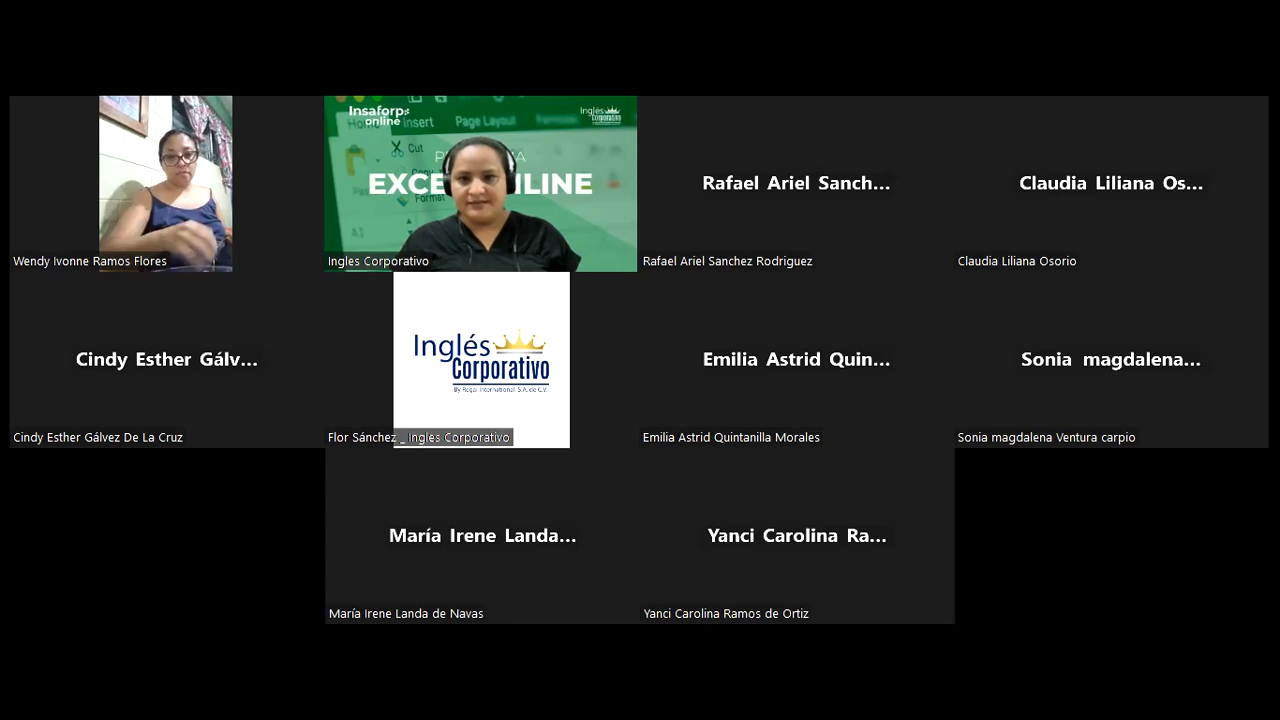 Wendy Ivonne Ramos Flores
Insaforp
online
Inglés
Corporativo
Home
Insert
Page Layout
Cut
Copy
Format
EXCE
NLINE
Ingles Corporativo
Rafael Ariel Sanch...
Rafael Ariel Sanchez Rodriguez
Claudia Liliana Os...
Claudia Liliana Osorio
Cindy Esther Gálv...
Cindy Esther Gálvez De La Cruz
Inglés
Corporativo
By Regal International S.A. de C.V.
Flor Sánchez _ Ingles Corporativo
Emilia Astrid Quin...
Emilia Astrid Quintanilla Morales
Sonia magdalena...
Sonia magdalena Ventura carpio
María Irene Landa...
María Irene Landa de Navas
Yanci Carolina Ra...
Yanci Carolina Ramos de Ortiz